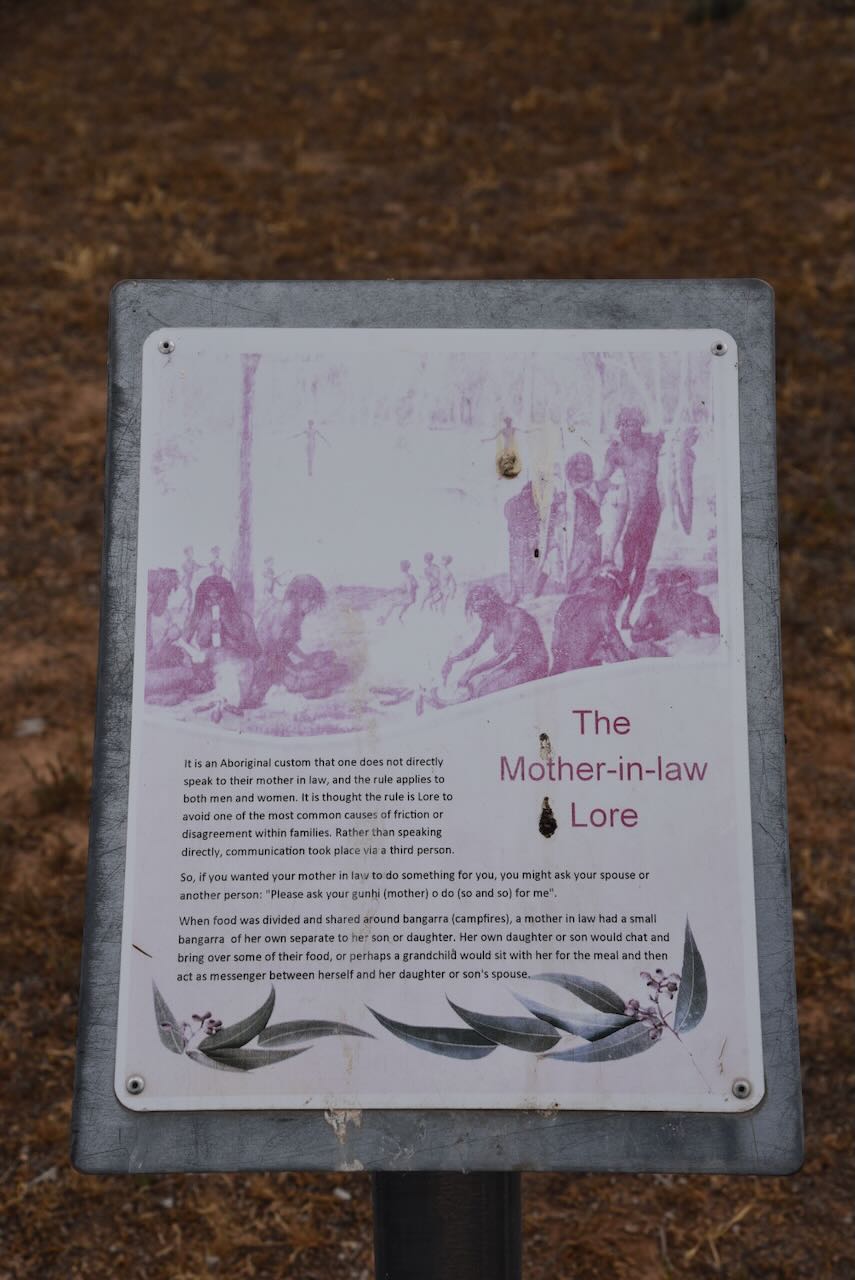 The
Mother-in-law
Lore
It is an Aboriginal custom that one does not directly
speak to their mother in law, and the rule applies to
both men and women. It is thought the rule is Lore to
avoid one of the most common causes of friction or
disagreement within families. Rather than speaking
directly, communication took place via a third person.
So, if you wanted your mother in law to do something for you, you might ask your spouse or
another person: "Please ask your gunhi (mother) o do (so and so) for me".
When food was divided and shared around bangarra (campfires), a mother in law had a small
bangarra of her own separate to her son or daughter. Her own daughter or son would chat and
bring over some of their food, or perhaps a grandchild would sit with her for the meal and then
act as messenger between herself and her daughter or son's spouse.